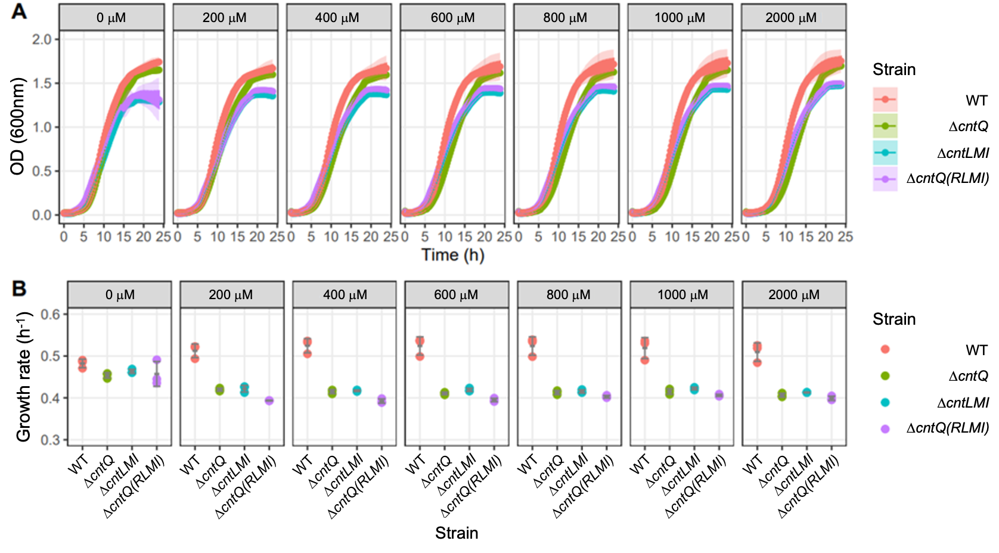 A
0 μM 200 μM 400 μM 600 μM 800 μM 1000 μM 2000 μM
OD (600nm)
2.0
1.5
1.0
0.5
0.0
0 5 10 15 20 25 0 5 10 15 20 25 0 5 10 15 20 25 0 5 10 15 20 25 0 5 10 15 20 25 0 5 10 15 20 25 0 5 10 15 20 25
Time (h)
Strain
WT
ΔcntQ
ΔcntLMI
ΔcntQ(RLMI)
B
0 μM 200 μM 400 μM 600 μM 800 μM 1000 μM 2000 μM
Growth rate (h-1)
0.6
0.5
0.4
0.3
WT ΔcntQ ΔcntLMI ΔcntQ(RLMI) WT ΔcntQ ΔcntLMI ΔcntQ(RLMI) WT ΔcntQ ΔcntLMI ΔcntQ(RLMI) WT ΔcntQ ΔcntLMI ΔcntQ(RLMI) WT ΔcntQ ΔcntLMI ΔcntQ(RLMI) WT ΔcntQ ΔcntLMI ΔcntQ(RLMI) WT ΔcntQ ΔcntLMI ΔcntQ(RLMI)
Strain
Strain
WT
ΔcntQ
ΔcntLMI
ΔcntQ(RLMI)